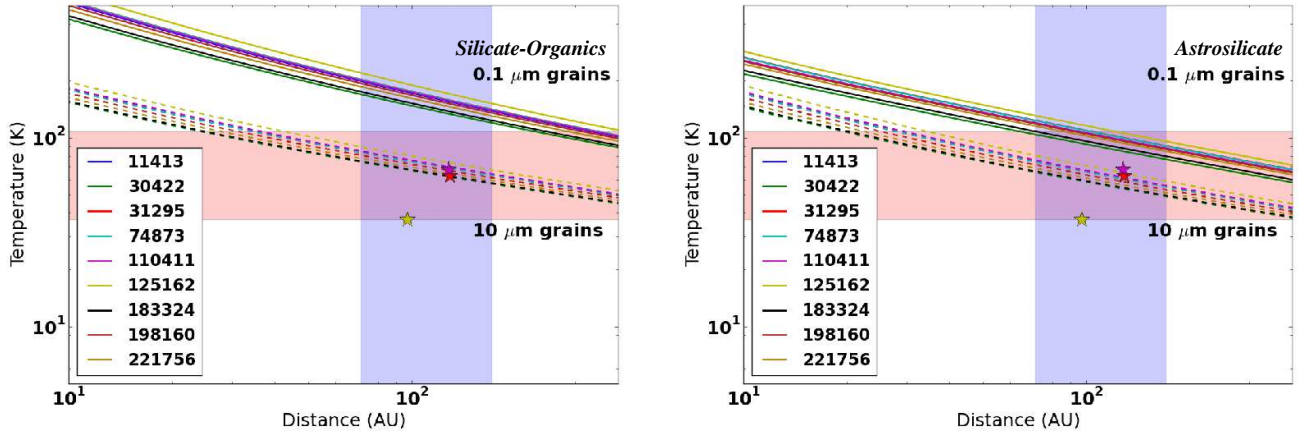 Silicate-Organics
0.1 μm grains
10² 
11413
30422
31295
74873
110411
125162
183324
198160
221756
10 μm grains
10¹
10¹
10²
Temperature (K)
Distance (AU)
Astrosilicate
0.1 μm grains
10²
11413
30422
31295
74873
110411
125162
183324
198160
221756
10 μm grains
10¹
10¹
10²
Temperature (K)
Distance (AU)